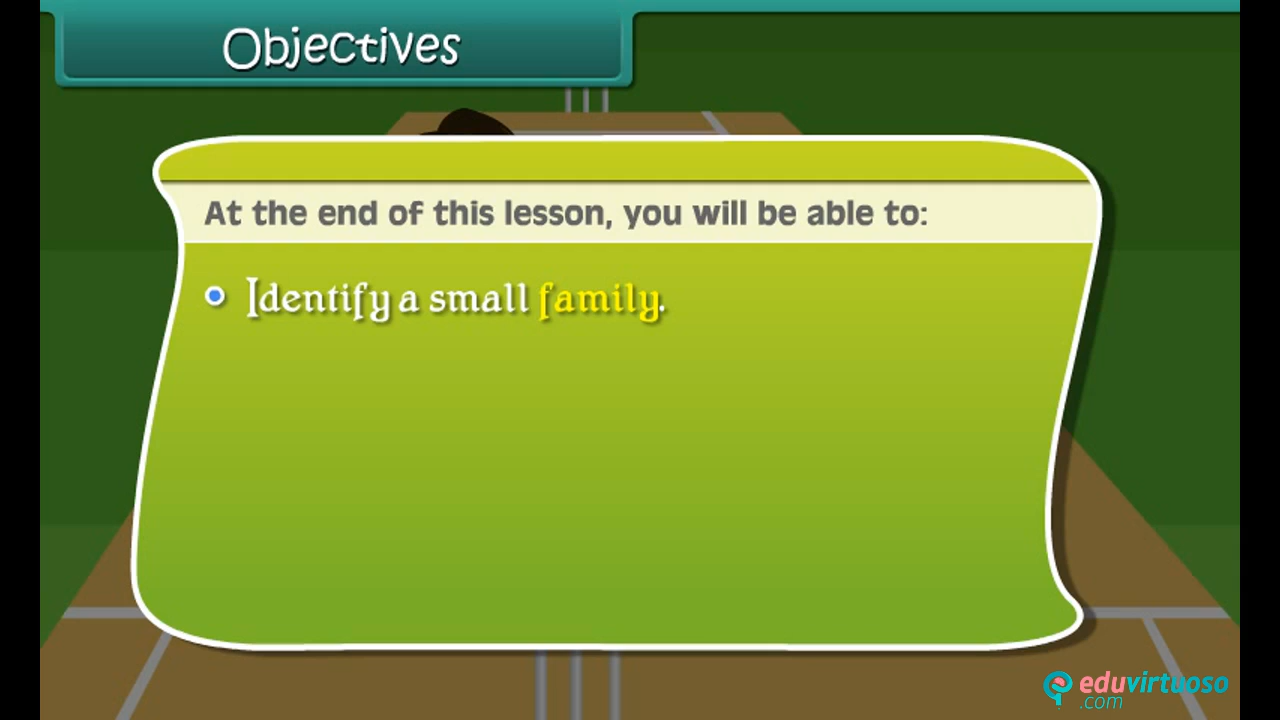 Objectives
At the end of this lesson, you will be able to:
Identify a small family.
eduvirtuoso
.com